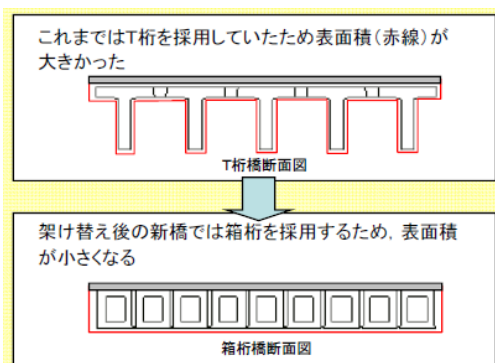 これまではT桁を採用していたため表面積（赤線）が
大きかった
T桁橋断面図
架け替え後の新橋では箱桁を採用するため，表面積
が小さくなる
箱桁橋断面図